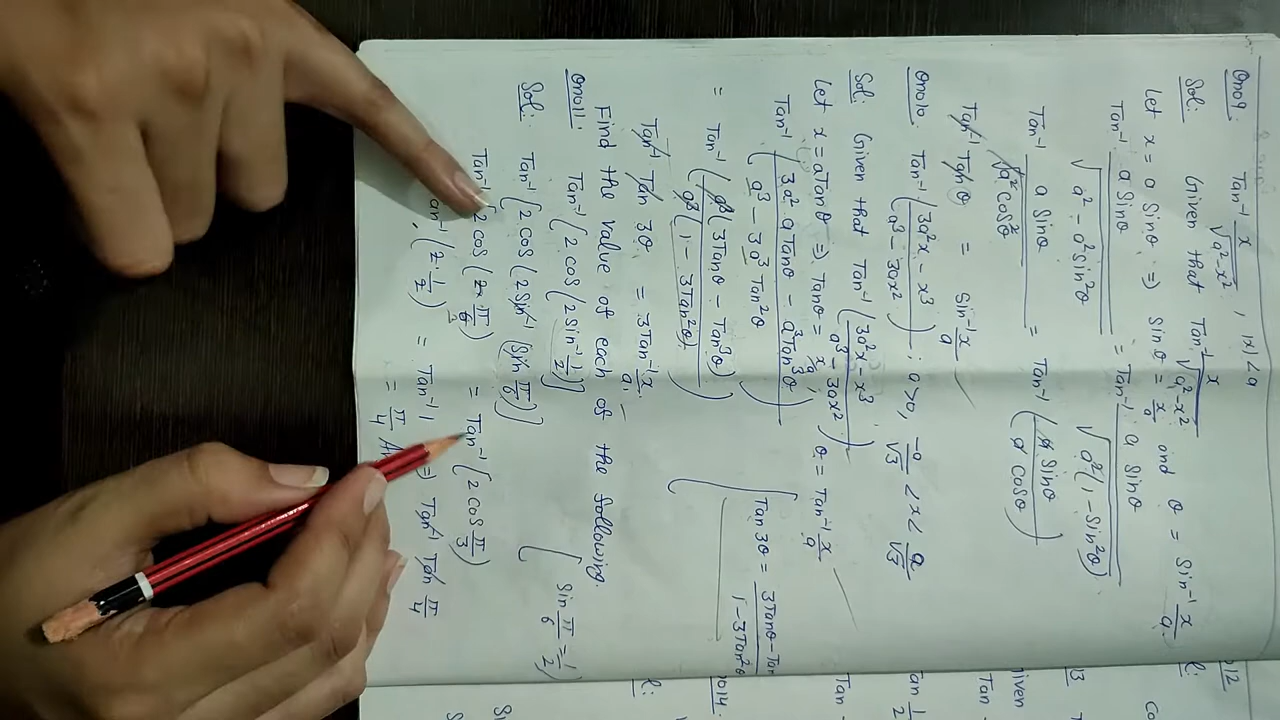 Qno9. Tan⁻¹ x/√(a²-x²), |x|<a
Sol: Given that Tan⁻¹ x/√(a²-x²)
Let x = a Sinθ ⇒ Sinθ = x/a and θ = Sin⁻¹ x/a
Tan⁻¹ a Sinθ/√(a² - a²sin²θ) = Tan⁻¹ a Sinθ/√(a²(1-Sin²θ))
Tan⁻¹ a Sinθ/√(a²cos²θ) = Tan⁻¹ (a Sinθ/a Cosθ)
Tan⁻¹ Tanθ = Sin⁻¹ x/a
Qno10. Tan⁻¹ (3a²x - x³/a³ - 3ax²); a>0, -a/√3 < x < a/√3
Sol: Given that Tan⁻¹ (3a²x - x³/a³ - 3ax²)
Let x = aTanθ ⇒ Tanθ = x/a, θ = Tan⁻¹ x/a
Tan⁻¹ (3a² aTanθ - a³Tan³θ/a³ - 3a³Tan²θ)
= Tan⁻¹ (a³(3Tanθ - Tan³θ)/a³(1 - 3Tan²θ)) [Tan3θ = 3Tanθ - Tan/1 - 3Tan²θ
Tan⁻¹ Tan 3θ = 3Tan⁻¹ x/a.
Find the value of each of the following.
Qno11: Tan⁻¹ [2 cos (2 Sin⁻¹ 1/2)]
Sol: Tan⁻¹ [2 cos (2 Sin⁻¹ (Sin π/6)] [Sin π/6 = 1/2]
Tan⁻¹ [2 cos (2× π/6) = Tan⁻¹ [2 cos π/3)
an⁻¹ (2·1/2) = Tan⁻¹ 1 ⇒ Tan⁻¹ Tan π/4
= π/4 A